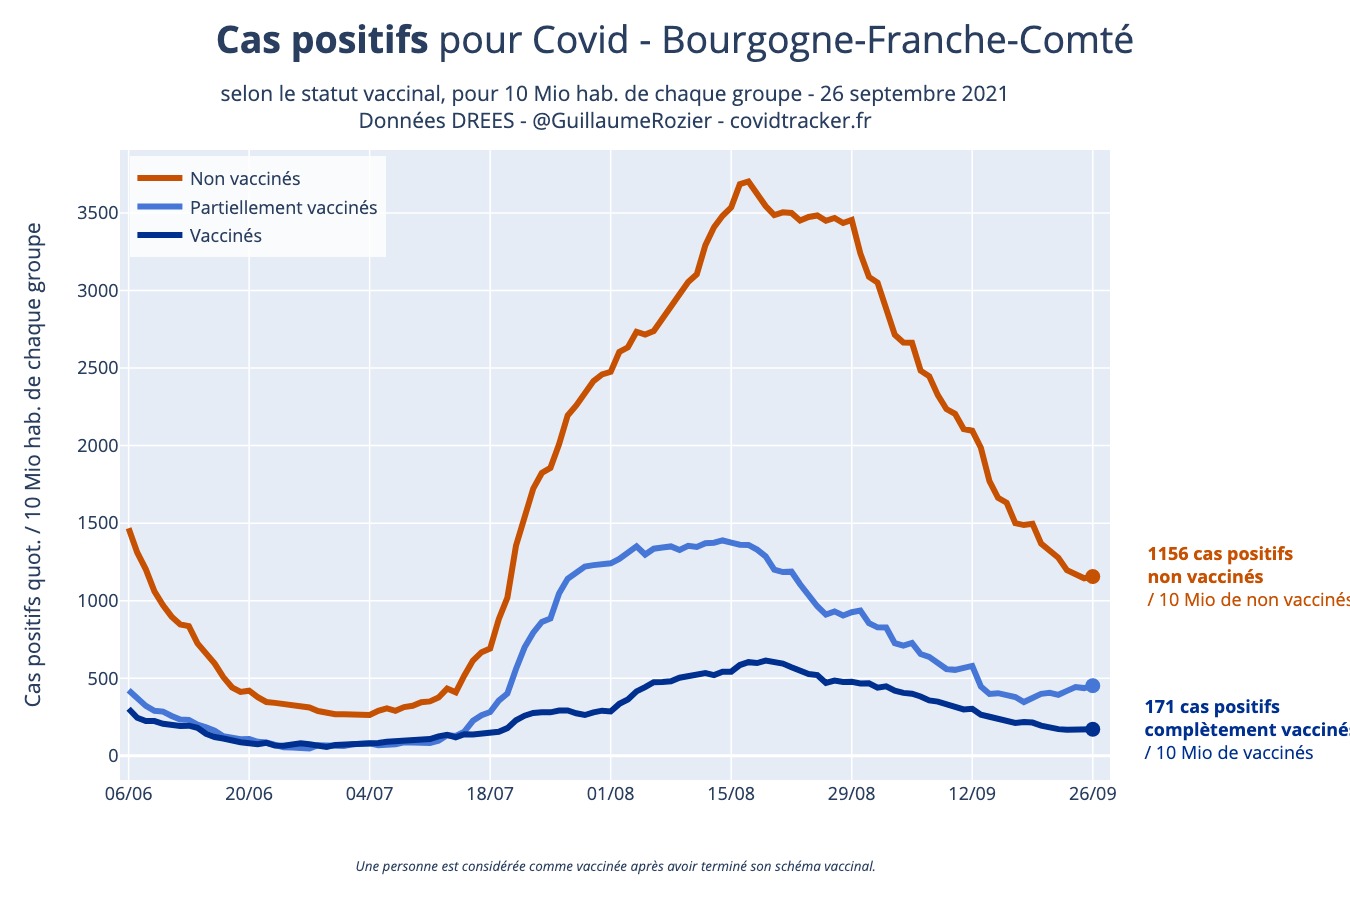 Cas positifs pour Covid - Bourgogne-Franche-Comté
selon le statut vaccinal, pour 10 Mio hab. de chaque groupe - 26 septembre 2021
Données DREES - @GuillaumeRozier - covidtracker.fr
Non vaccinés
Partiellement vaccinés
Vaccinés
Cas positifs quot. / 10 Mio hab. de chaque groupe
3500
3000
2500
2000
1500
1000
500
0
06/06
20/06
04/07
18/07
01/08
15/08
29/08
12/09
26/09
1156 cas positifs
non vaccinés
/ 10 Mio de non vaccinés
171 cas positifs
complètement vaccinés
/ 10 Mio de vaccinés
Une personne est considérée comme vaccinée après avoir terminé son schéma vaccinal.